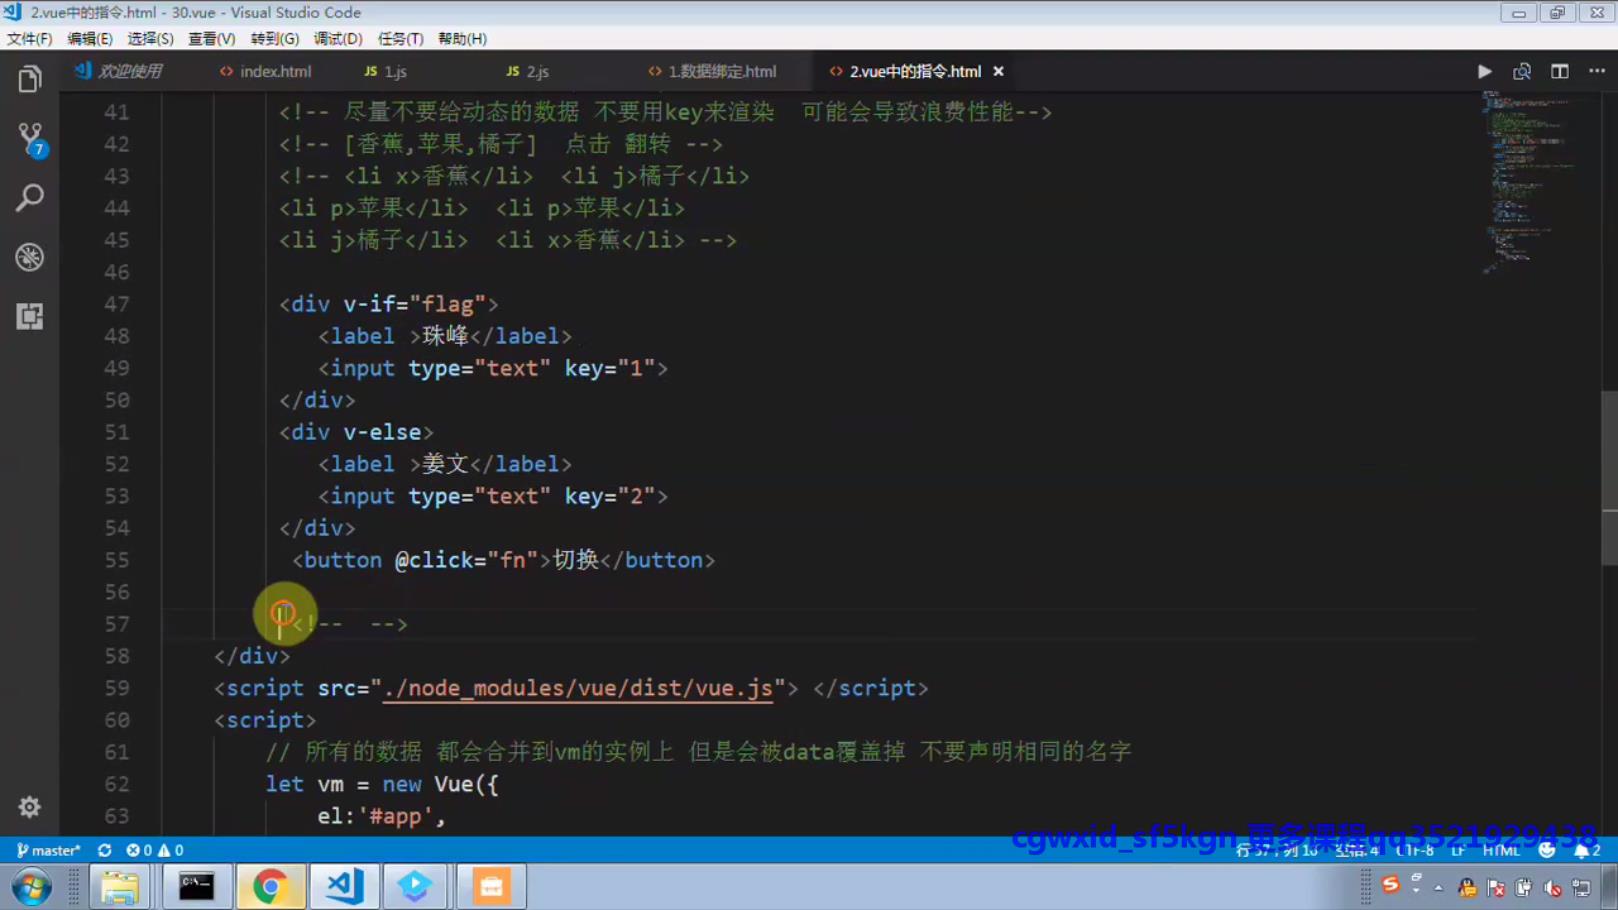 2.vue中的指令.html - 30.vue - Visual Studio Code
文件(F) 编辑(E) 选择(S) 查看(V) 转到(G) 调试(D) 任务(T) 帮助(H)
欢迎使用 <> index.html JS 1.js JS 2.js <> 1.数据绑定.html <> 2.vue中的指令.html
41 <!-- 尽量不要给动态的数据 不要用key来渲染 可能会导致浪费性能-->
42 <!-- [香蕉,苹果,橘子] 点击 翻转 -->
43 <!-- <li x>香蕉</li> <li j>橘子</li>
44 <li p>苹果</li> <li p>苹果</li>
45 <li j>橘子</li> <li x>香蕉</li> -->
46
47 <div v-if="flag">
48 <label >珠峰</label>
49 <input type="text" key="1">
50 </div>
51 <div v-else>
52 <label >姜文</label>
53 <input type="text" key="2">
54 </div>
55 <button @click="fn">切换</button>
56
57 <!-- -->
58 </div>
59 <script src="./node_modules/vue/dist/vue.js"> </script>
60 <script>
61 // 所有的数据 都会合并到vm的实例上 但是会被data覆盖掉 不要声明相同的名字
62 let vm = new Vue({
63 el:'#app',
7
cgwxid_sf5kgn 更多课程qq3521929438
master* 0 0 行 57, 列 10 空格: 4 UTF-8 LF HTML 2